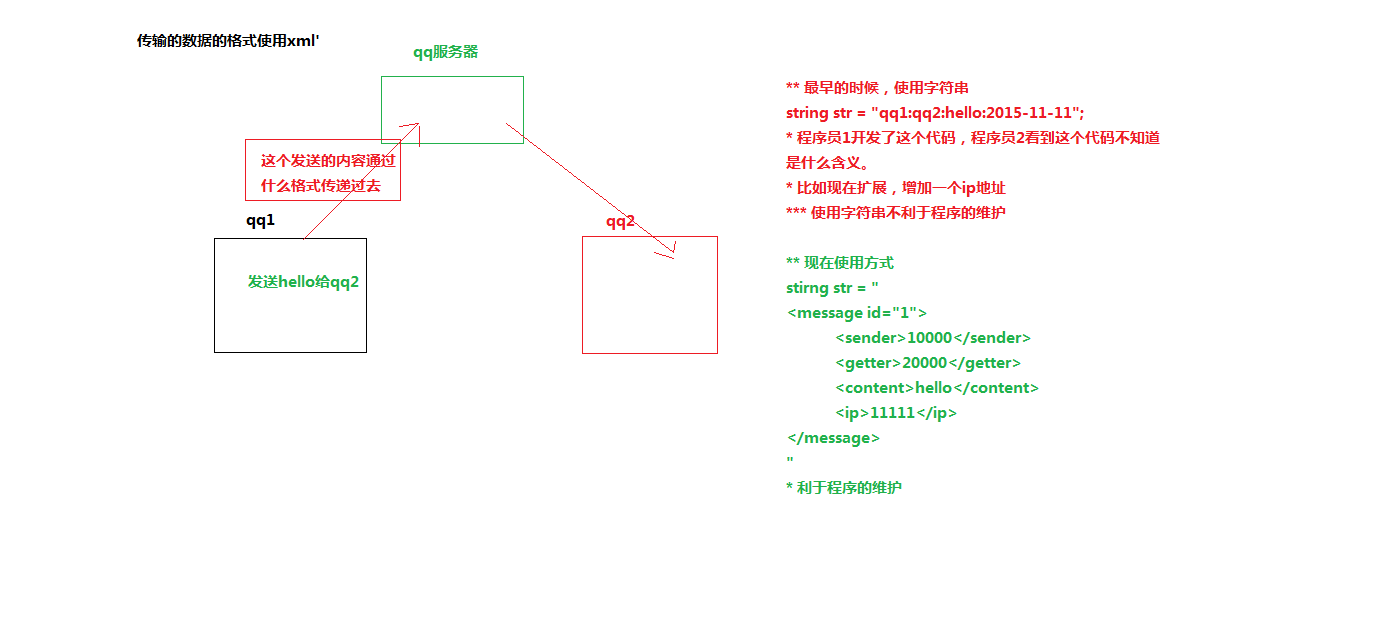 传输的数据的格式使用xml'
qq服务器
这个发送的内容通过
什么格式传递过去
qq1
发送hello给qq2
qq2
** 最早的时候，使用字符串
string str = "qq1:qq2:hello:2015-11-11";
* 程序员1开发了这个代码，程序员2看到这个代码不知道
是什么含义。
* 比如现在扩展，增加一个ip地址
*** 使用字符串不利于程序的维护
** 现在使用方式
stirng str = "
<message id="1">
<sender>10000</sender>
<getter>20000</getter>
<content>hello</content>
<ip>11111</ip>
</message>
"
* 利于程序的维护